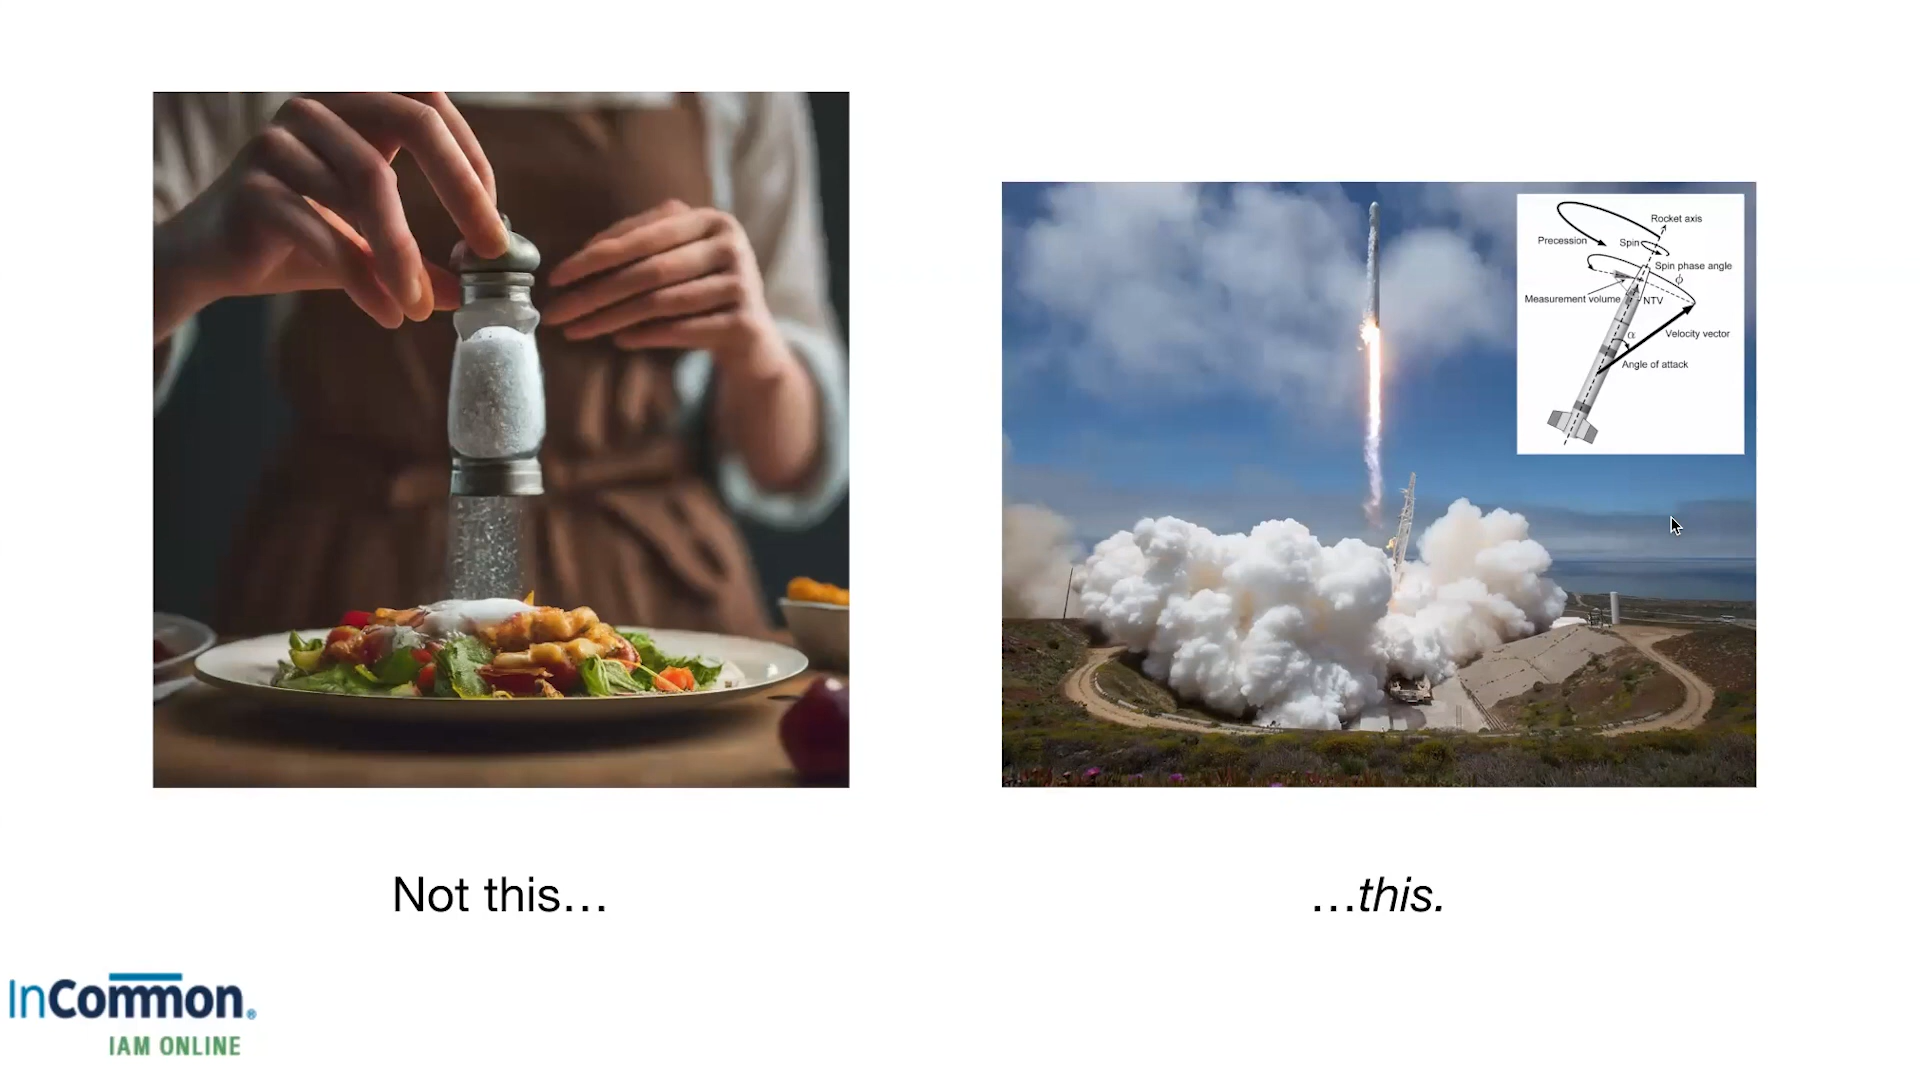 Rocket axis
Precession
Spin
Spin phase angle
ϕ
Measurement volume
NTV
α
Velocity vector
Angle of attack
Not this…
…this.
InCommon®
IAM ONLINE